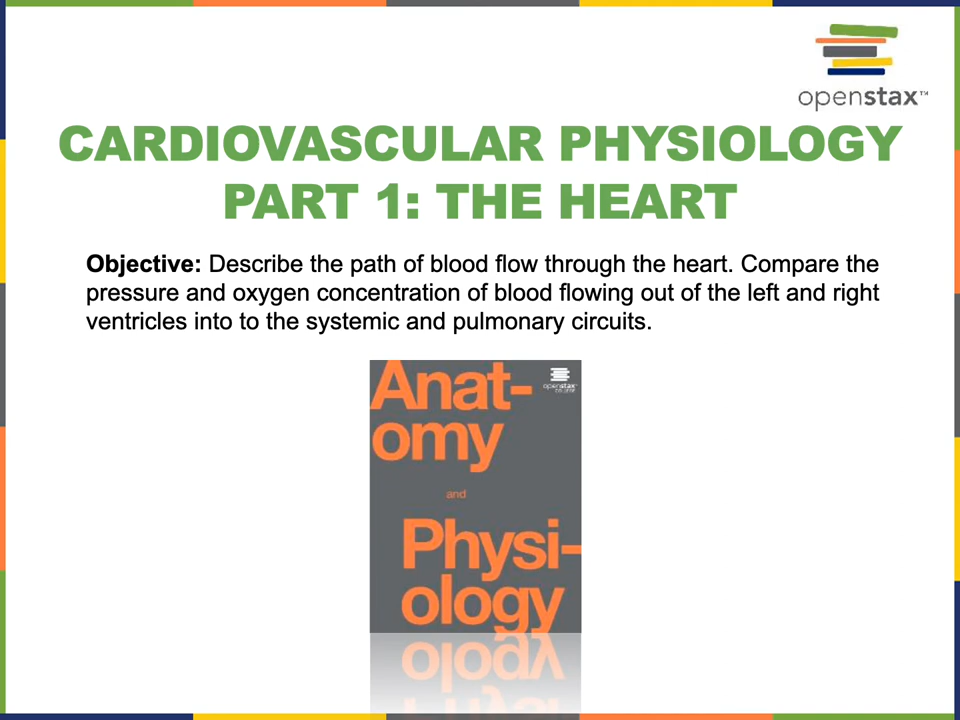 openstax™
CARDIOVASCULAR PHYSIOLOGY
PART 1: THE HEART
Objective: Describe the path of blood flow through the heart. Compare the
pressure and oxygen concentration of blood flowing out of the left and right
ventricles into to the systemic and pulmonary circuits.
openstax
COLLEGE
Anat-
omy
and
Physi-
ology